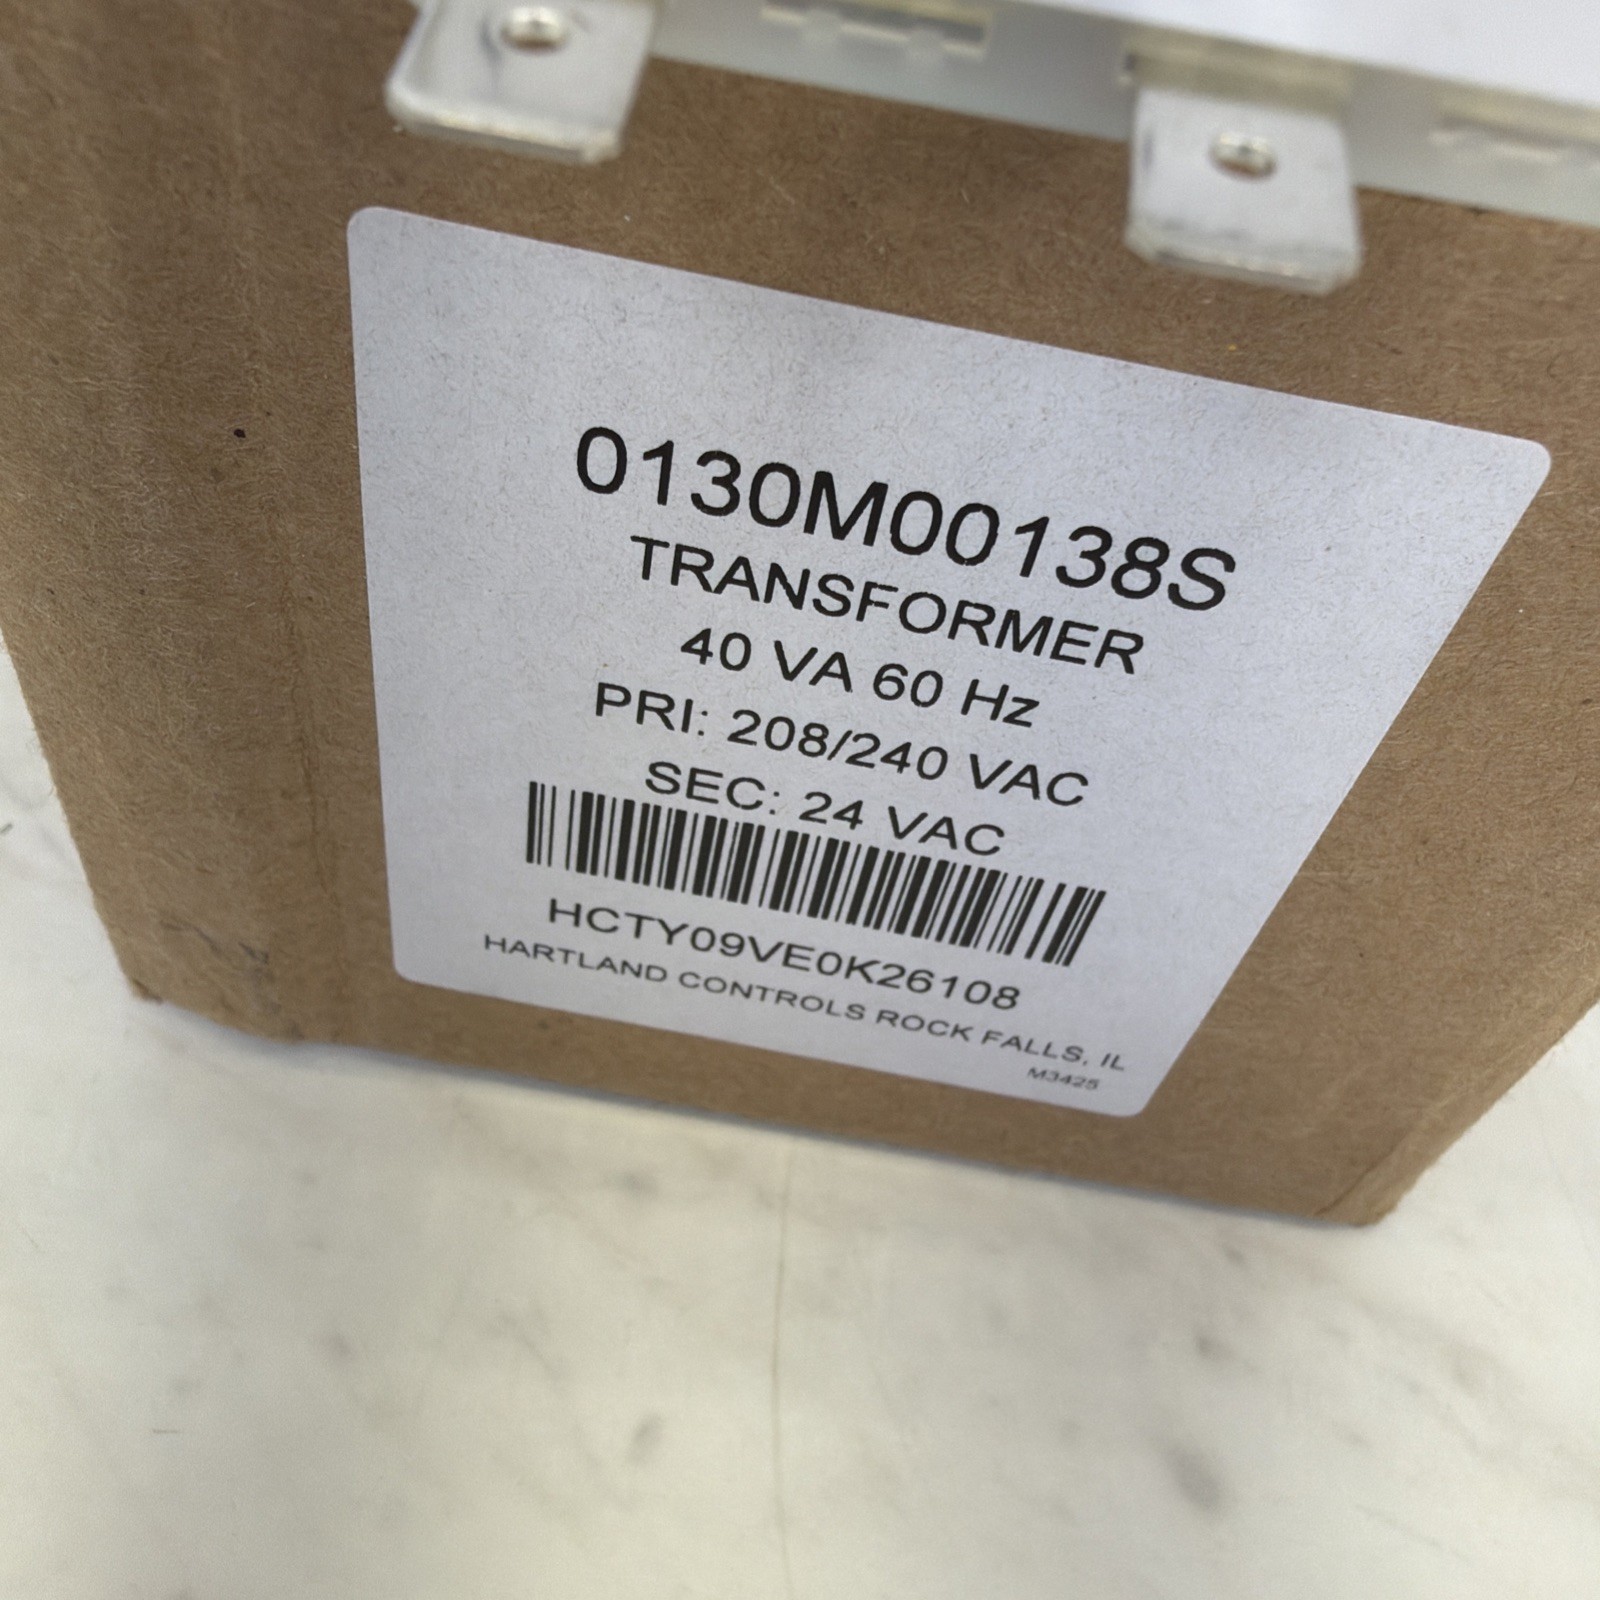 0130M00138S
TRANSFORMER
40 VA 60 Hz
PRI: 208/240 VAC
SEC: 24 VAC
HCTY09VE0K26108
HARTLAND CONTROLS ROCK FALLS, IL
M3425